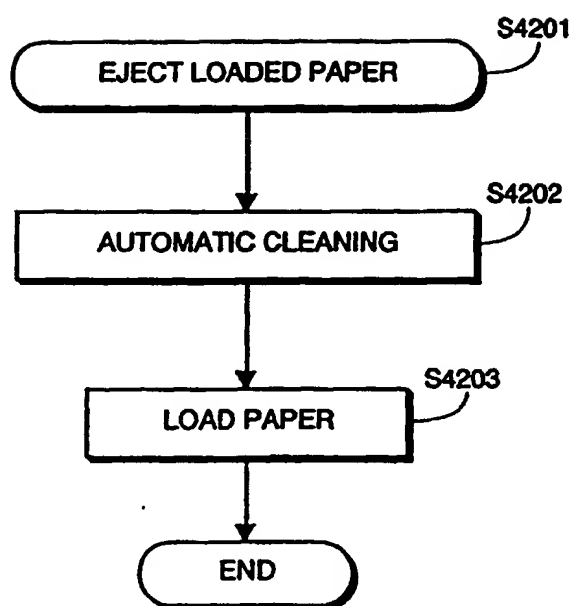 S4201
EJECT LOADED PAPER
S4202
AUTOMATIC CLEANING
S4203
LOAD PAPER
END